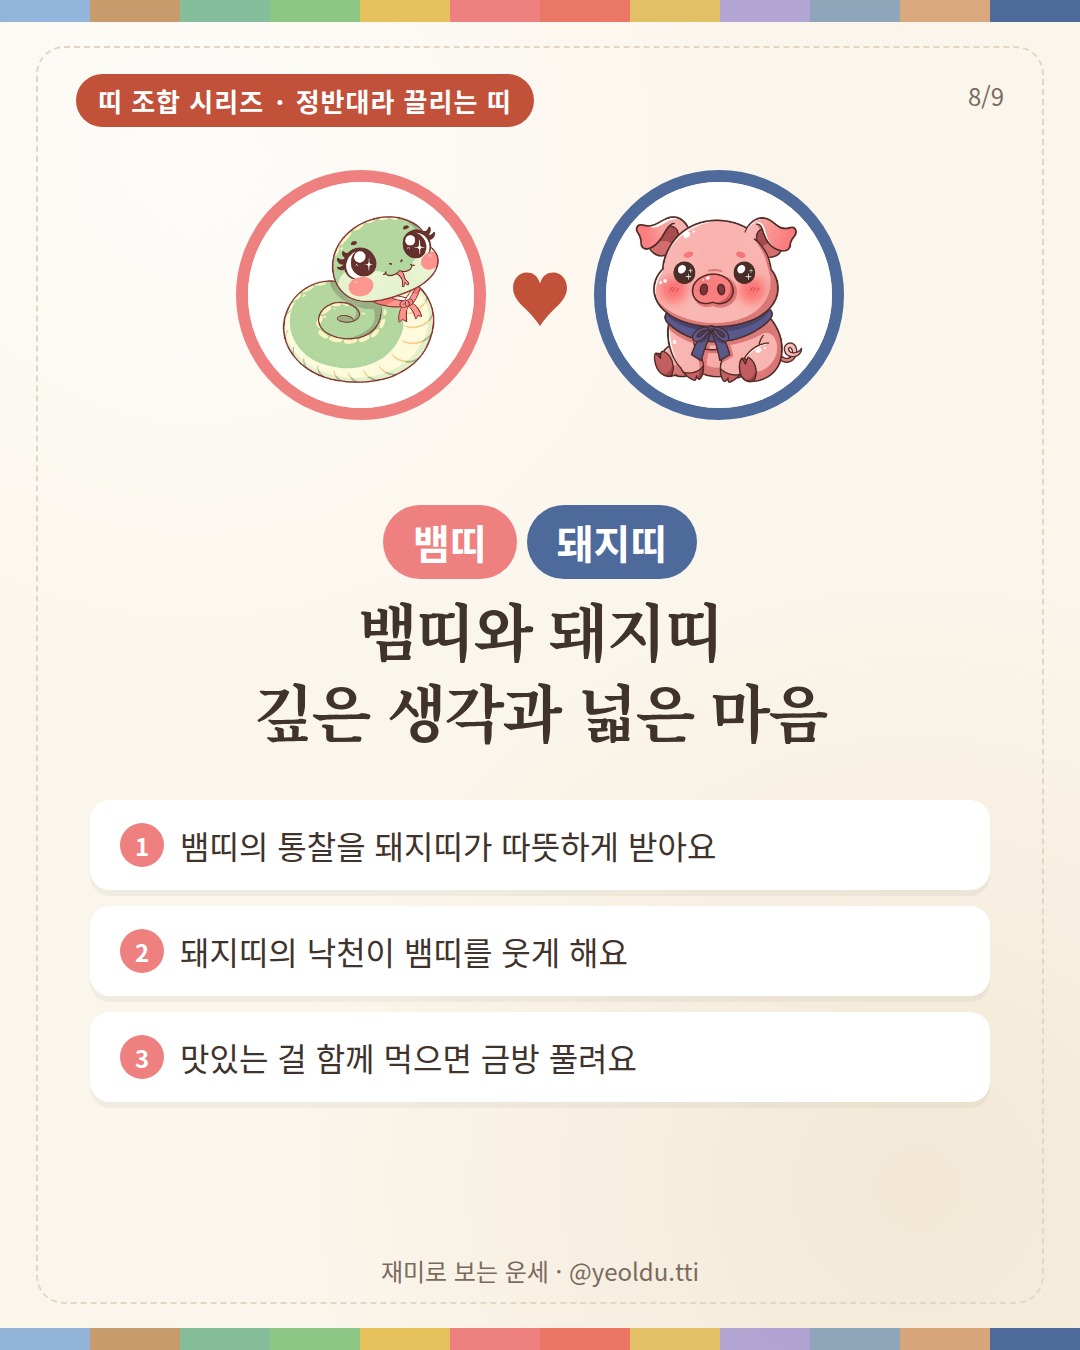 띠 조합 시리즈 · 정반대라 끌리는 띠
8/9
뱀띠
돼지띠
뱀띠와 돼지띠
깊은 생각과 넓은 마음
1 뱀띠의 통찰을 돼지띠가 따뜻하게 받아요
2 돼지띠의 낙천이 뱀띠를 웃게 해요
3 맛있는 걸 함께 먹으면 금방 풀려요
재미로 보는 운세 · @yeoldu.tti